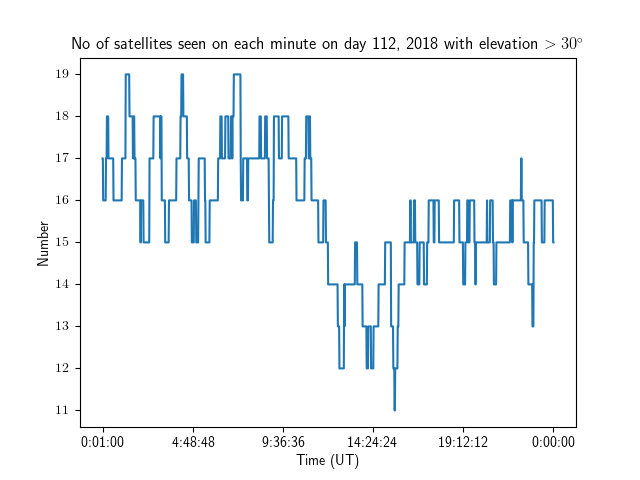 No of satellites seen on each minute on day 112, 2018 with elevation > 30°
19
18
17
16
15
14
13
12
11
Number
0:01:00 4:48:48 9:36:36 14:24:24 19:12:12 0:00:00
Time (UT)